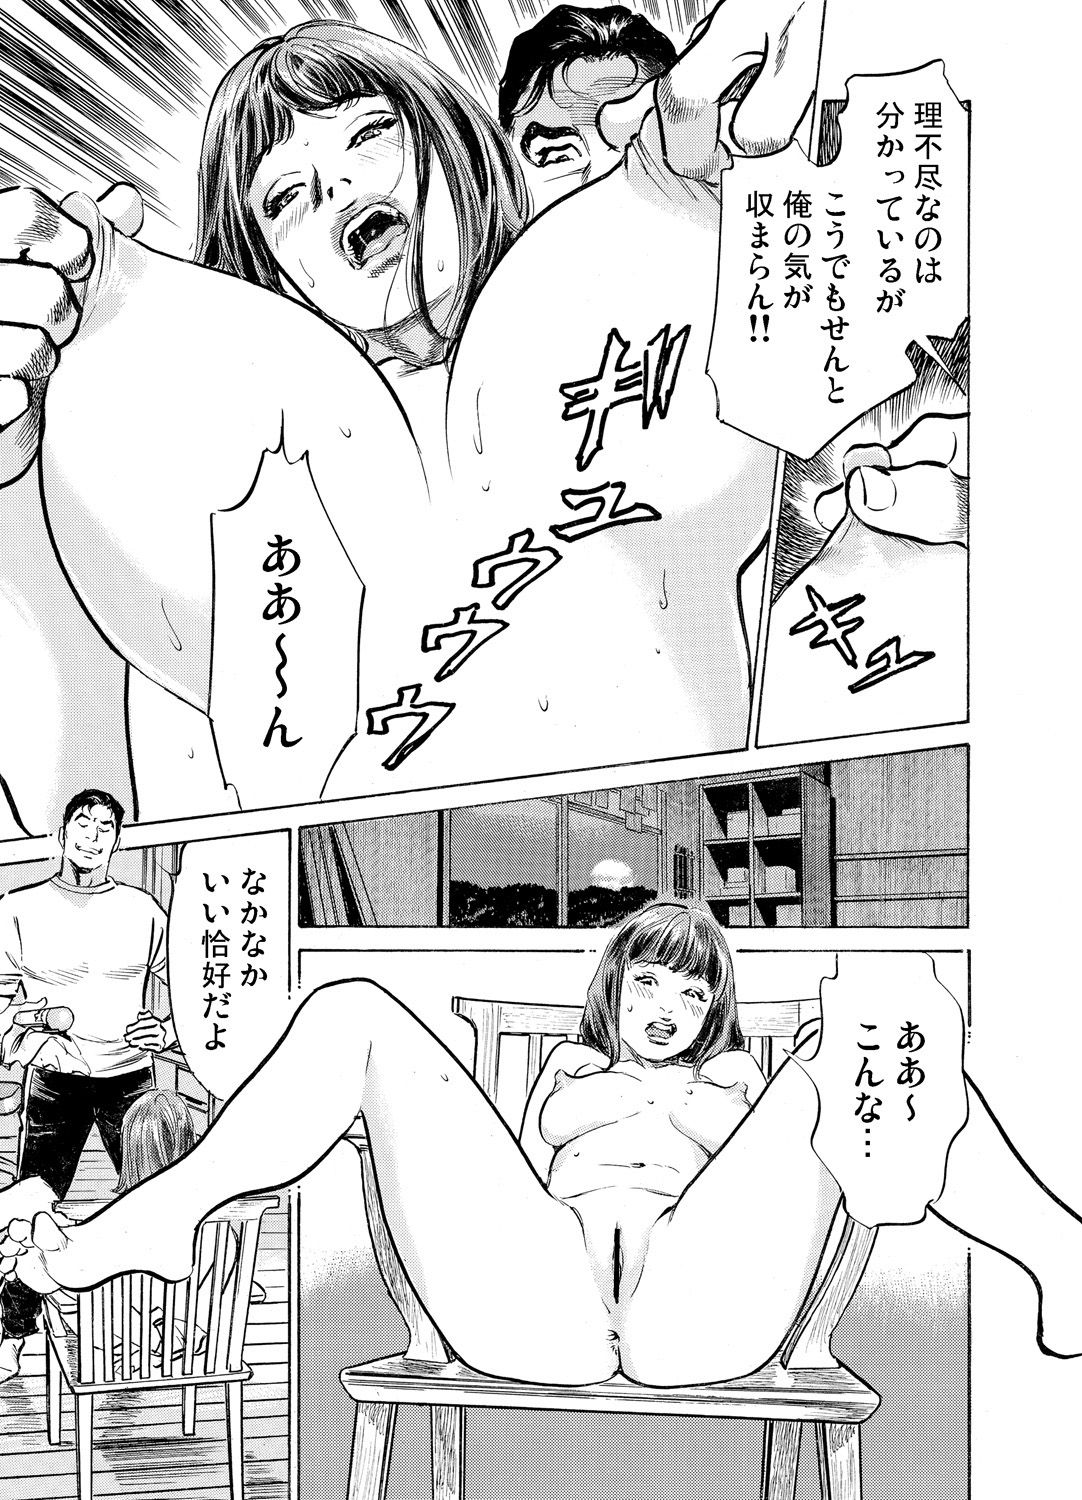 理不尽なのは
分かっているが
こうでもせんと
俺の気が
収まらん!!
キュ
ギュ
ウ
ウ
ウ
ああ〜〜ん
ああ〜
こんな…
なかなか
いい恰好だよ